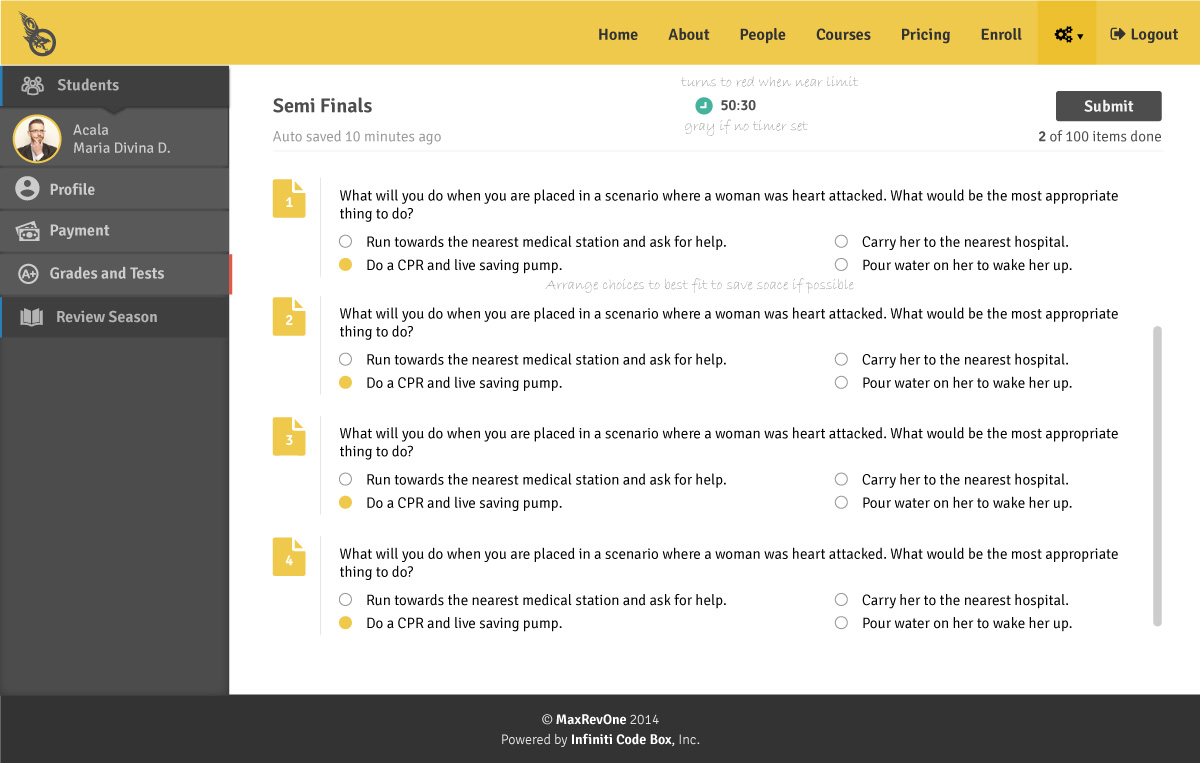 Home About People Courses Pricing Enroll Logout
Students
Acala
Maria Divina D.
Profile
Payment
A+ Grades and Tests
Review Season
turns to red when near limit
Semi Finals
50:30
Submit
Auto saved 10 minutes ago
gray if no timer set
2 of 100 items done
1
What will you do when you are placed in a scenario where a woman was heart attacked. What would be the most appropriate
thing to do?
Run towards the nearest medical station and ask for help. Carry her to the nearest hospital.
Do a CPR and live saving pump. Pour water on her to wake her up.
Arrange choices to best fit to save soace if possible
2
What will you do when you are placed in a scenario where a woman was heart attacked. What would be the most appropriate
thing to do?
Run towards the nearest medical station and ask for help. Carry her to the nearest hospital.
Do a CPR and live saving pump. Pour water on her to wake her up.
3
What will you do when you are placed in a scenario where a woman was heart attacked. What would be the most appropriate
thing to do?
Run towards the nearest medical station and ask for help. Carry her to the nearest hospital.
Do a CPR and live saving pump. Pour water on her to wake her up.
4
What will you do when you are placed in a scenario where a woman was heart attacked. What would be the most appropriate
thing to do?
Run towards the nearest medical station and ask for help. Carry her to the nearest hospital.
Do a CPR and live saving pump. Pour water on her to wake her up.
© MaxRevOne 2014
Powered by Infiniti Code Box, Inc.